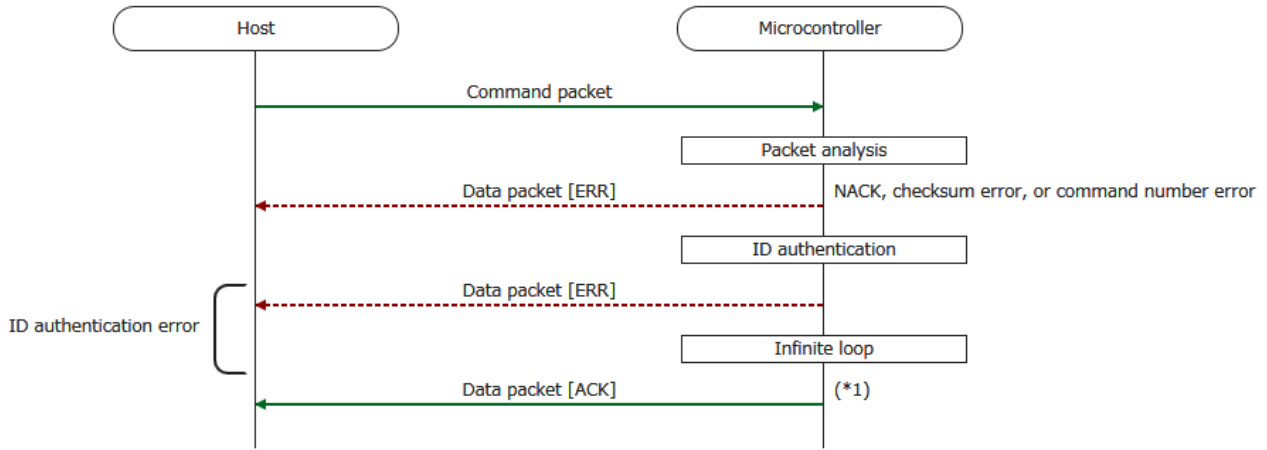 Host
Microcontroller
Command packet
Packet analysis
Data packet [ERR]
NACK, checksum error, or command number error
ID authentication
Data packet [ERR]
ID authentication error
Infinite loop
Data packet [ACK]
(*1)